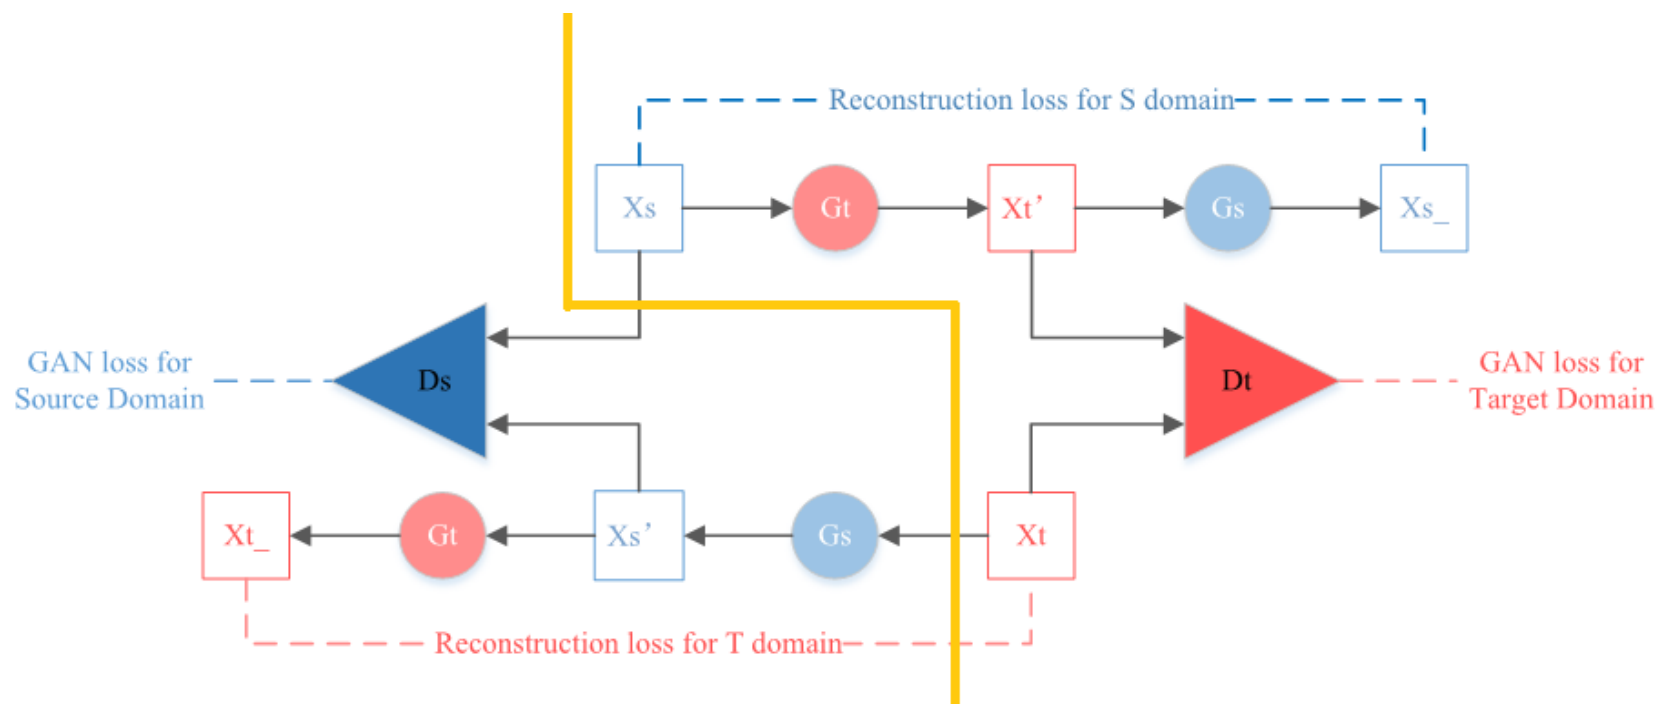 Reconstruction loss for S domain
Xs
Gt
Xt’
Gs
Xs_
GAN loss for
Source Domain
Ds
Dt
GAN loss for
Target Domain
Xt_
Gt
Xs’
Gs
Xt
Reconstruction loss for T domain